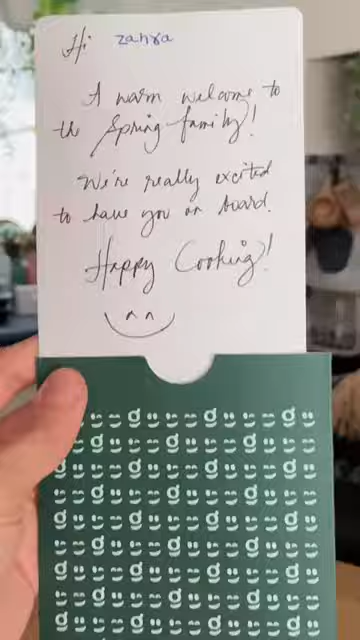 Hi zahra
A warm welcome to
the Spring family!
We're really excited
to have you on board.
Happy Cooking!